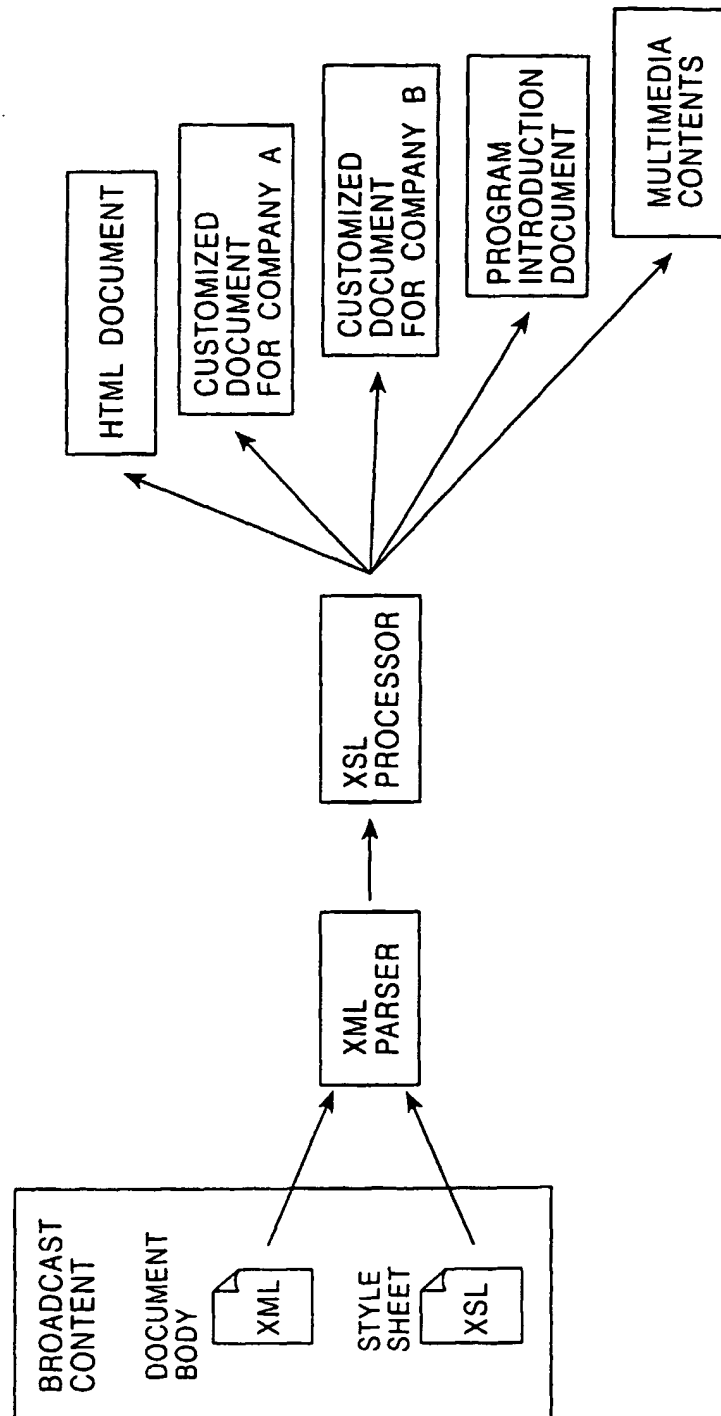 BROADCAST
CONTENT
DOCUMENT
BODY
XML
STYLE
SHEET
XSL
XML
PARSER
XSL
PROCESSOR
HTML DOCUMENT
CUSTOMIZED
DOCUMENT
FOR COMPANY A
CUSTOMIZED
DOCUMENT
FOR COMPANY B
PROGRAM
INTRODUCTION
DOCUMENT
MULTIMEDIA
CONTENTS